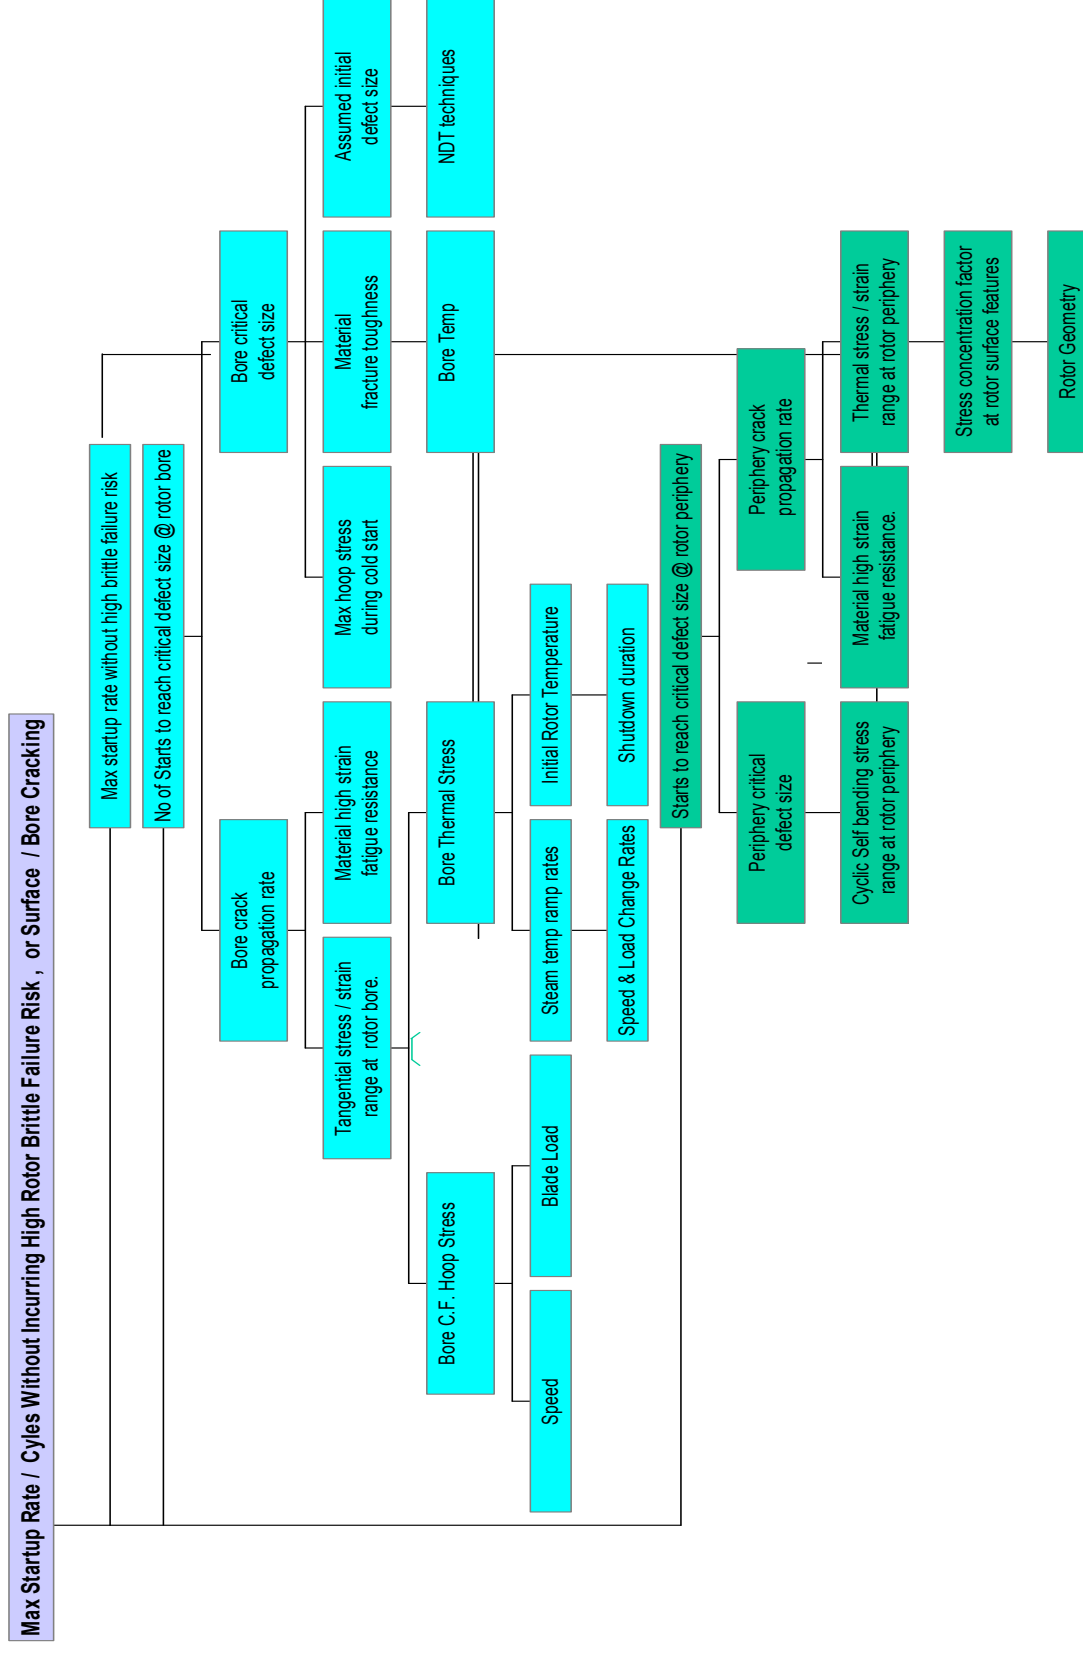 Max Startup Rate / Cyles Without Incurring High Rotor Brittle Failure Risk , or Surface / Bore Cracking
Max startup rate without high brittle failure risk
No of Starts to reach critical defect size @ rotor bore
Bore crack
propagation rate
Bore critical
defect size
Tangential stress / strain
range at rotor bore.
Material high strain
fatigue resistance
Max hoop stress
during cold start
Material
fracture toughness
Assumed initial
defect size
Bore C.F. Hoop Stress
Bore Thermal Stress
Bore Temp
NDT techniques
Speed
Blade Load
Steam temp ramp rates
Initial Rotor Temperature
Speed & Load Change Rates
Shutdown duration
Starts to reach critical defect size @ rotor periphery
Periphery critical
defect size
Periphery crack
propagation rate
Cyclic Self bending stress
range at rotor periphery
Material high strain
fatigue resistance.
Thermal stress / strain
range at rotor periphery
Stress concentration factor
at rotor surface features
Rotor Geometry